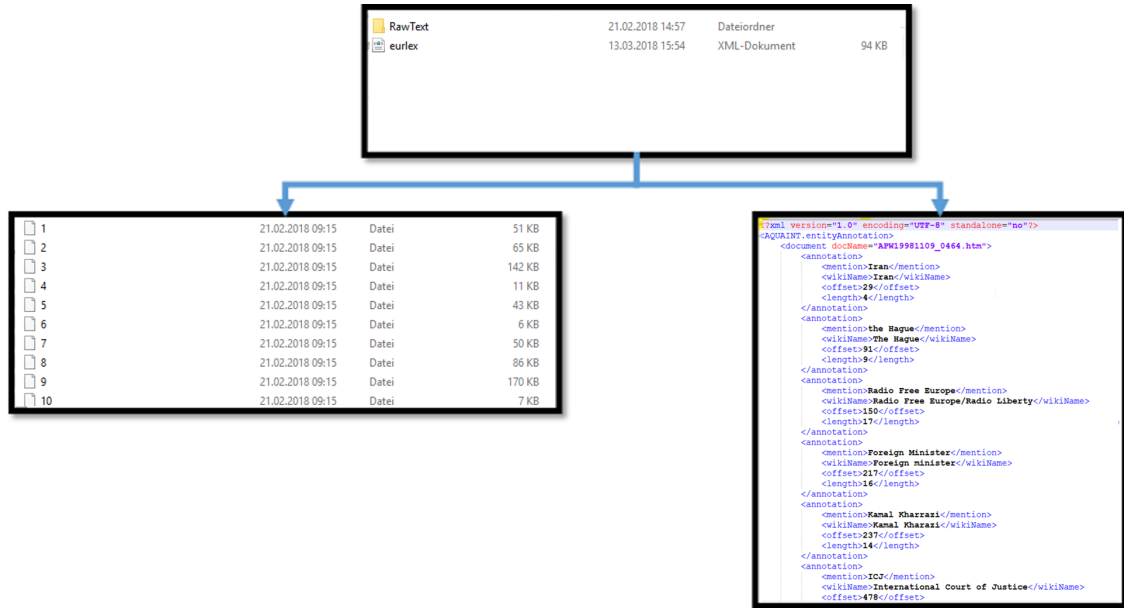 RawText 21.02.2018 14:57 Dateiordner
eurlex 13.03.2018 15:54 XML-Dokument 94 KB
1 21.02.2018 09:15 Datei 51 KB
2 21.02.2018 09:15 Datei 65 KB
3 21.02.2018 09:15 Datei 142 KB
4 21.02.2018 09:15 Datei 11 KB
5 21.02.2018 09:15 Datei 43 KB
6 21.02.2018 09:15 Datei 6 KB
7 21.02.2018 09:15 Datei 50 KB
8 21.02.2018 09:15 Datei 86 KB
9 21.02.2018 09:15 Datei 170 KB
10 21.02.2018 09:15 Datei 7 KB
<?xml version="1.0" encoding="UTF-8" standalone="no"?>
<AQUAINT.entityAnnotation>
<document docName="APW19981109_0464.htm">
<annotation>
<mention>Iran</mention>
<wikiName>Iran</wikiName>
<offset>29</offset>
<length>4</length>
</annotation>
<annotation>
<mention>the Hague</mention>
<wikiName>The Hague</wikiName>
<offset>91</offset>
<length>9</length>
</annotation>
<annotation>
<mention>Radio Free Europe</mention>
<wikiName>Radio Free Europe/Radio Liberty</wikiName>
<offset>150</offset>
<length>17</length>
</annotation>
<annotation>
<mention>Foreign Minister</mention>
<wikiName>Foreign minister</wikiName>
<offset>217</offset>
<length>16</length>
</annotation>
<annotation>
<mention>Kamal Kharrazi</mention>
<wikiName>Kamal Kharazi</wikiName>
<offset>237</offset>
<length>14</length>
</annotation>
<annotation>
<mention>ICJ</mention>
<wikiName>International Court of Justice</wikiName>
<offset>478</offset>